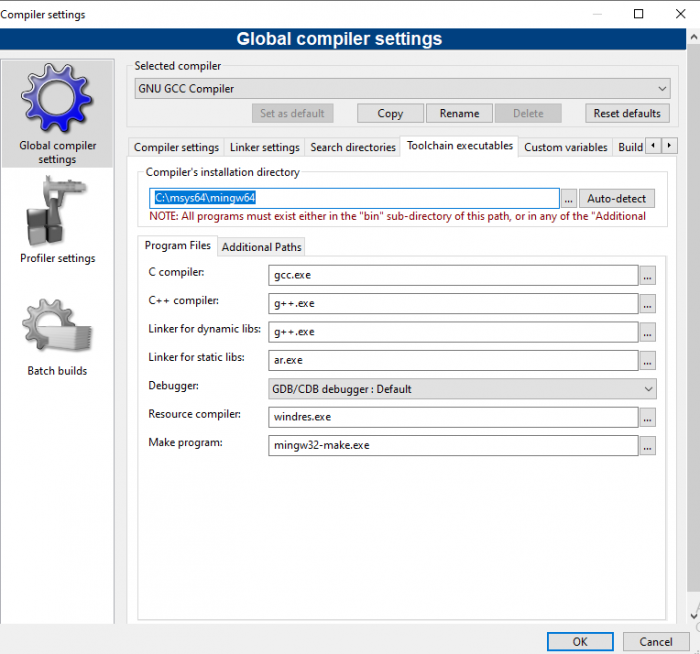 Compiler settings
Global compiler settings
Global compiler
settings
Profiler settings
Batch builds
Selected compiler
GNU GCC Compiler
Set as default
Copy
Rename
Delete
Reset defaults
Compiler settings
Linker settings
Search directories
Toolchain executables
Custom variables
Build
Compiler's installation directory
C:\msys64\mingw64
...
Auto-detect
NOTE: All programs must exist either in the "bin" sub-directory of this path, or in any of the "Additional
Program Files
Additional Paths
C compiler:
gcc.exe
...
C++ compiler:
g++.exe
...
Linker for dynamic libs:
g++.exe
...
Linker for static libs:
ar.exe
...
Debugger:
GDB/CDB debugger : Default
Resource compiler:
windres.exe
...
Make program:
mingw32-make.exe
...
OK
Cancel